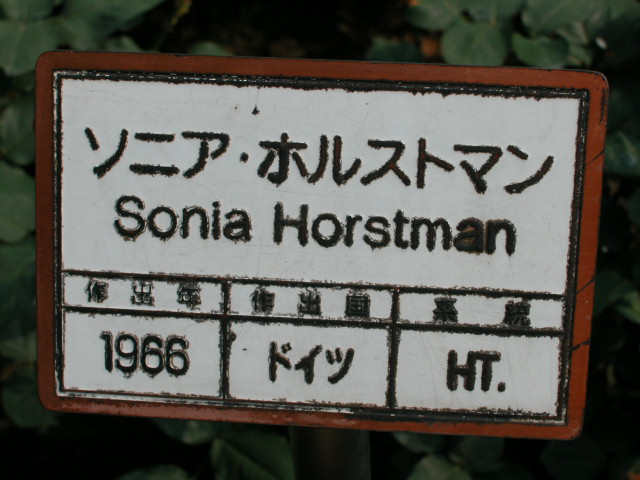 ソニア・ホルストマン
Sonia Horstman
作出年 作出国 系統
1966 ドイツ HT.